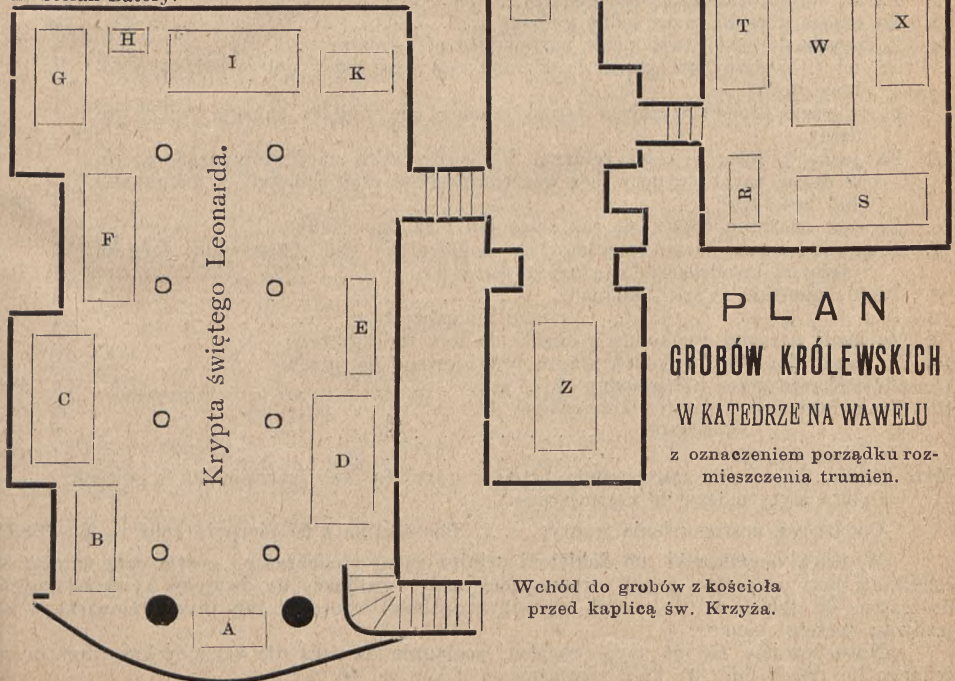 H
G
I
K
T
W
X
Krypta świętego Leonarda.
F
R
S
E
Z
C
D
B
A
PLAN
GROBÓW KRÓLEWSKICH
W KATEDRZE NA WAWELU
z oznaczeniem porządku roz-
mieszczenia trumien.
Wchód do grobów z kościoła
przed kaplicą św. Krzyża.